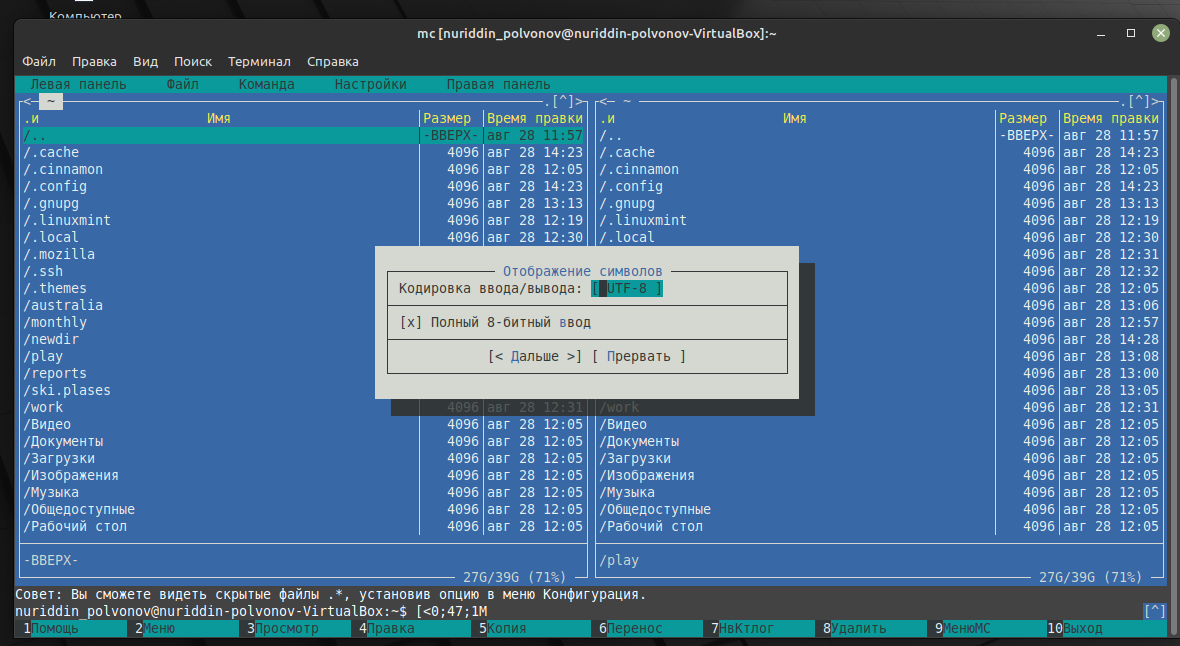 Компьютер
mc [nuriddin_polvonov@nuriddin-polvonov-VirtualBox]:~
Файл Правка Вид Поиск Терминал Справка
Левая панель Файл Команда Настройки Правая панель
<─ ~ .[^]> <─ ~ .[^]>
.и Имя Размер Время правки .и Имя Размер Время правки
/.. -ВВЕРХ- авг 28 11:57 /.. -ВВЕРХ- авг 28 11:57
/.cache 4096 авг 28 14:23 /.cache 4096 авг 28 14:23
/.cinnamon 4096 авг 28 12:05 /.cinnamon 4096 авг 28 12:05
/.config 4096 авг 28 14:23 /.config 4096 авг 28 14:23
/.gnupg 4096 авг 28 13:13 /.gnupg 4096 авг 28 13:13
/.linuxmint 4096 авг 28 12:19 /.linuxmint 4096 авг 28 12:19
/.local 4096 авг 28 12:30 /.local 4096 авг 28 12:30
/.mozilla 4096 авг 28 12:31
/.ssh Отображение символов 4096 авг 28 12:32
/.themes Кодировка ввода/вывода: [ UTF-8 ] 4096 авг 28 12:05
/australia 4096 авг 28 13:06
/monthly [x] Полный 8-битный ввод 4096 авг 28 12:57
/newdir 4096 авг 28 14:28
/play [< Дальше >] [ Прервать ] 4096 авг 28 13:08
/reports 4096 авг 28 13:00
/ski.plases 4096 авг 28 13:05
/work 4096 авг 28 12:31 /work 4096 авг 28 12:31
/Видео 4096 авг 28 12:05 /Видео 4096 авг 28 12:05
/Документы 4096 авг 28 12:05 /Документы 4096 авг 28 12:05
/Загрузки 4096 авг 28 12:05 /Загрузки 4096 авг 28 12:05
/Изображения 4096 авг 28 12:05 /Изображения 4096 авг 28 12:05
/Музыка 4096 авг 28 12:05 /Музыка 4096 авг 28 12:05
/Общедоступные 4096 авг 28 12:05 /Общедоступные 4096 авг 28 12:05
/Рабочий стол 4096 авг 28 12:05 /Рабочий стол 4096 авг 28 12:05
-ВВЕРХ- /play
27G/39G (71%) 27G/39G (71%)
Совет: Вы сможете видеть скрытые файлы .*, установив опцию в меню Конфигурация.
nuriddin_polvonov@nuriddin-polvonov-VirtualBox:~$ [<0;47;1M [^]
1Помощь 2Меню 3Просмотр 4Правка 5Копия 6Перенос 7НвКтлог 8Удалить 9МенюМС 10Выход